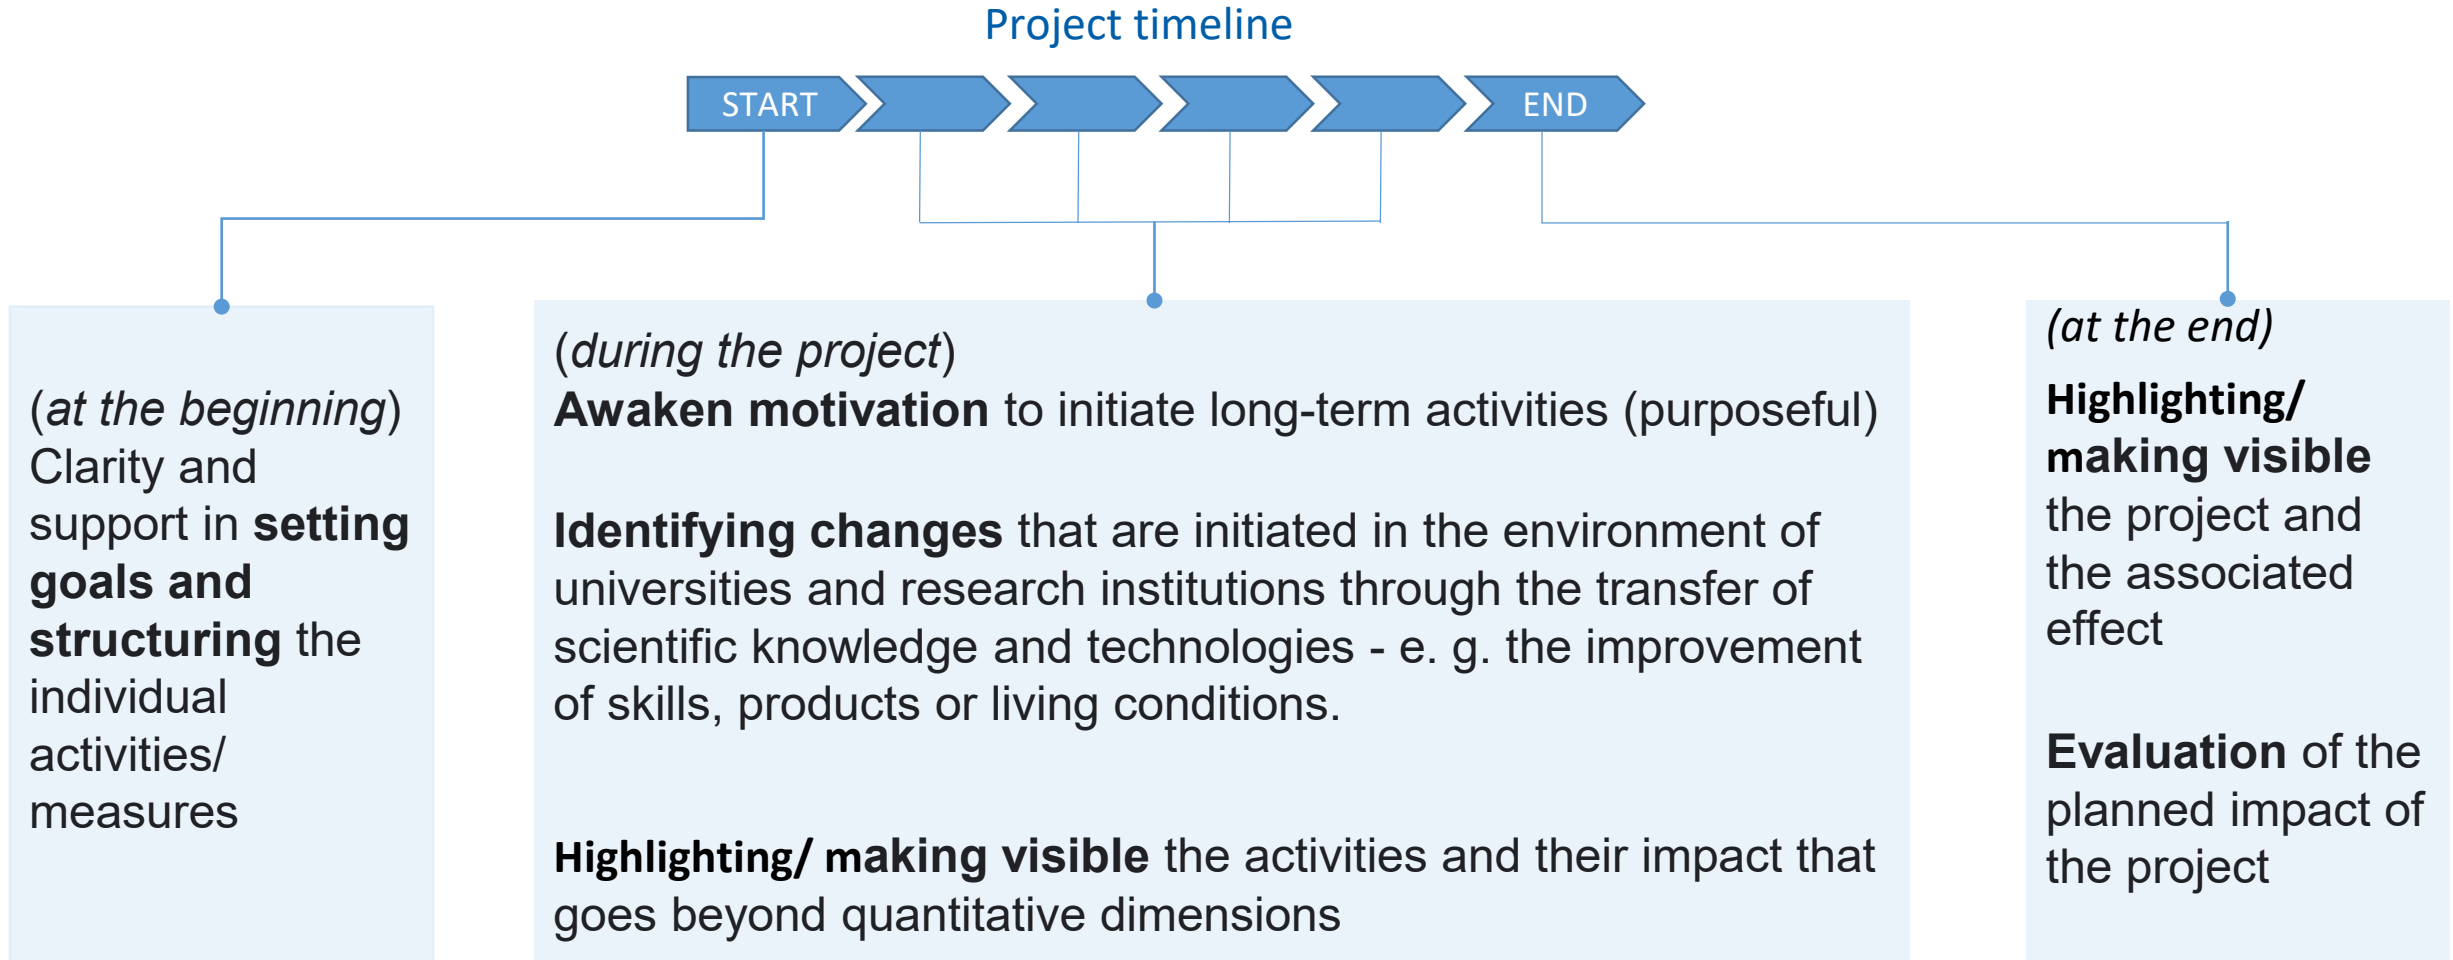 Project timeline
START
END
(at the beginning)
Clarity and
support in setting
goals and
structuring the
individual
activities/
measures
(during the project)
Awaken motivation to initiate long-term activities (purposeful)
Identifying changes that are initiated in the environment of
universities and research institutions through the transfer of
scientific knowledge and technologies - e. g. the improvement
of skills, products or living conditions.
Highlighting/ making visible the activities and their impact that
goes beyond quantitative dimensions
(at the end)
Highlighting/
making visible
the project and
the associated
effect
Evaluation of the
planned impact of
the project